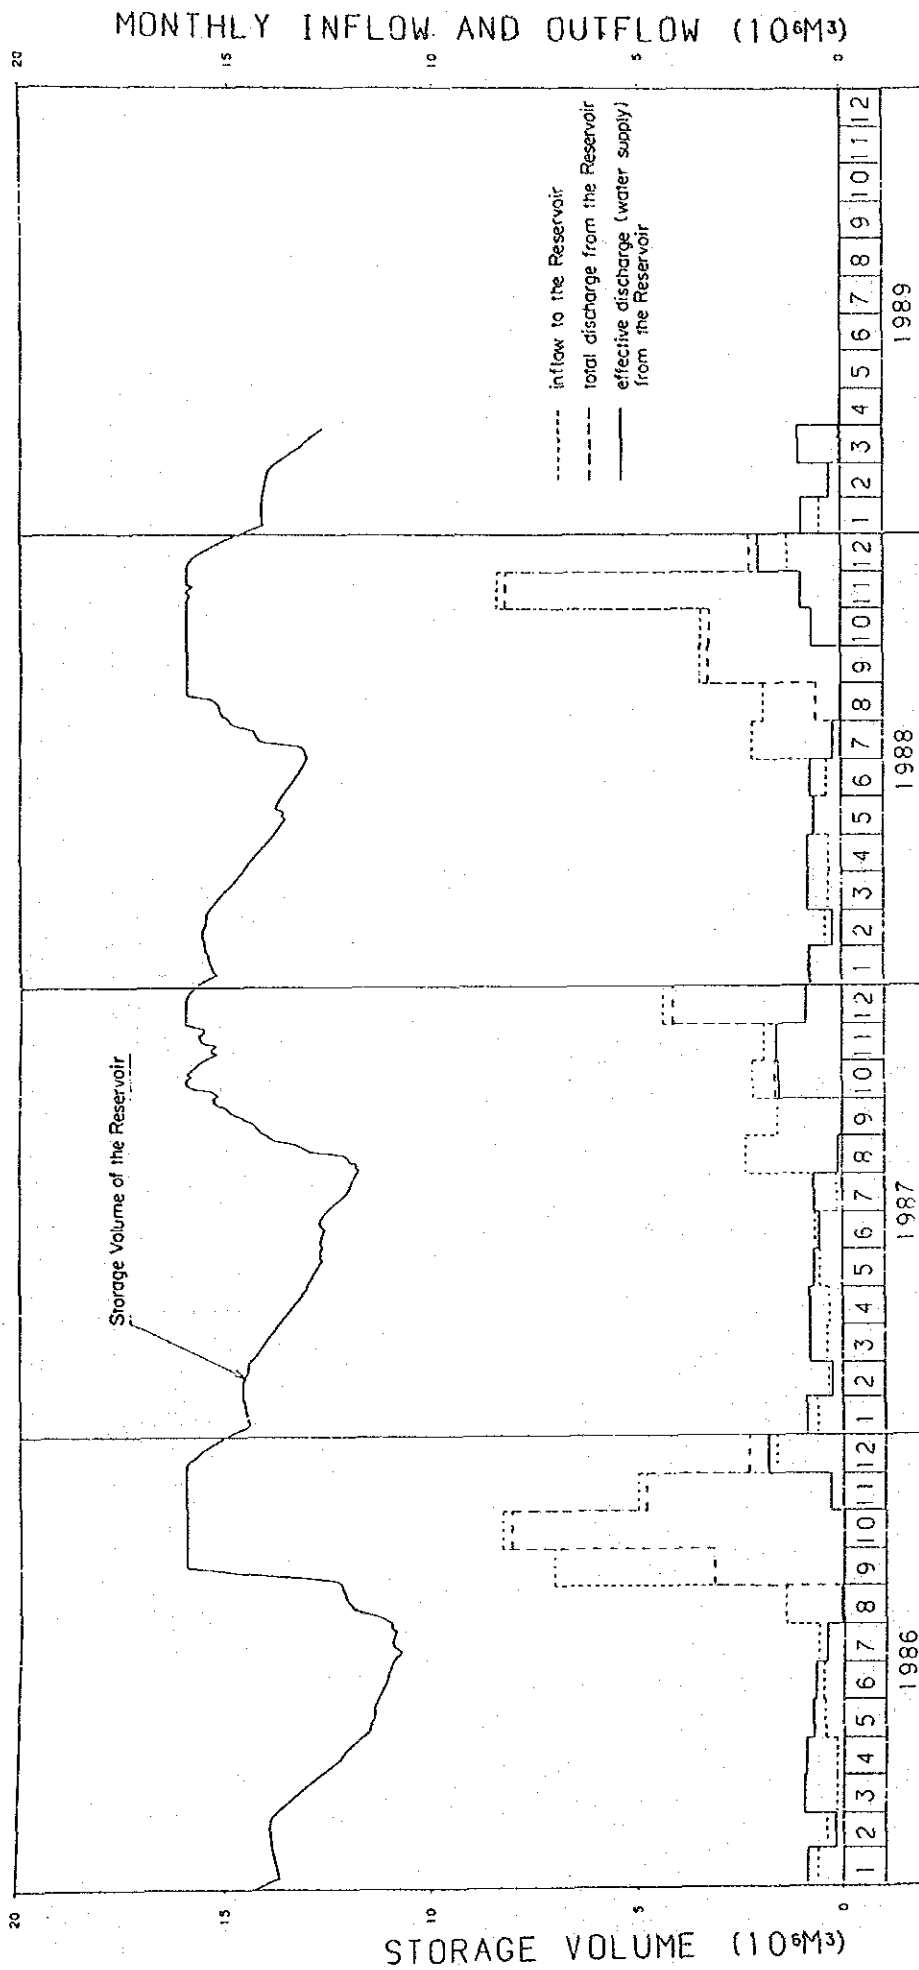 MONTHLY INFLOW AND OUTFLOW (10⁶M³)
20
15
10
5
0
Storage Volume of the Reservoir
inflow to the Reservoir
total discharge from the Reservoir
effective discharge (water supply)
from the Reservoir
1 2 3 4 5 6 7 8 9 10 11 12
1 2 3 4 5 6 7 8 9 10 11 12
1 2 3 4 5 6 7 8 9 10 11 12
1 2 3 4 5 6 7 8 9 10 11 12
1986
1987
1988
1989
20
15
10
5
0
STORAGE VOLUME (10⁶M³)